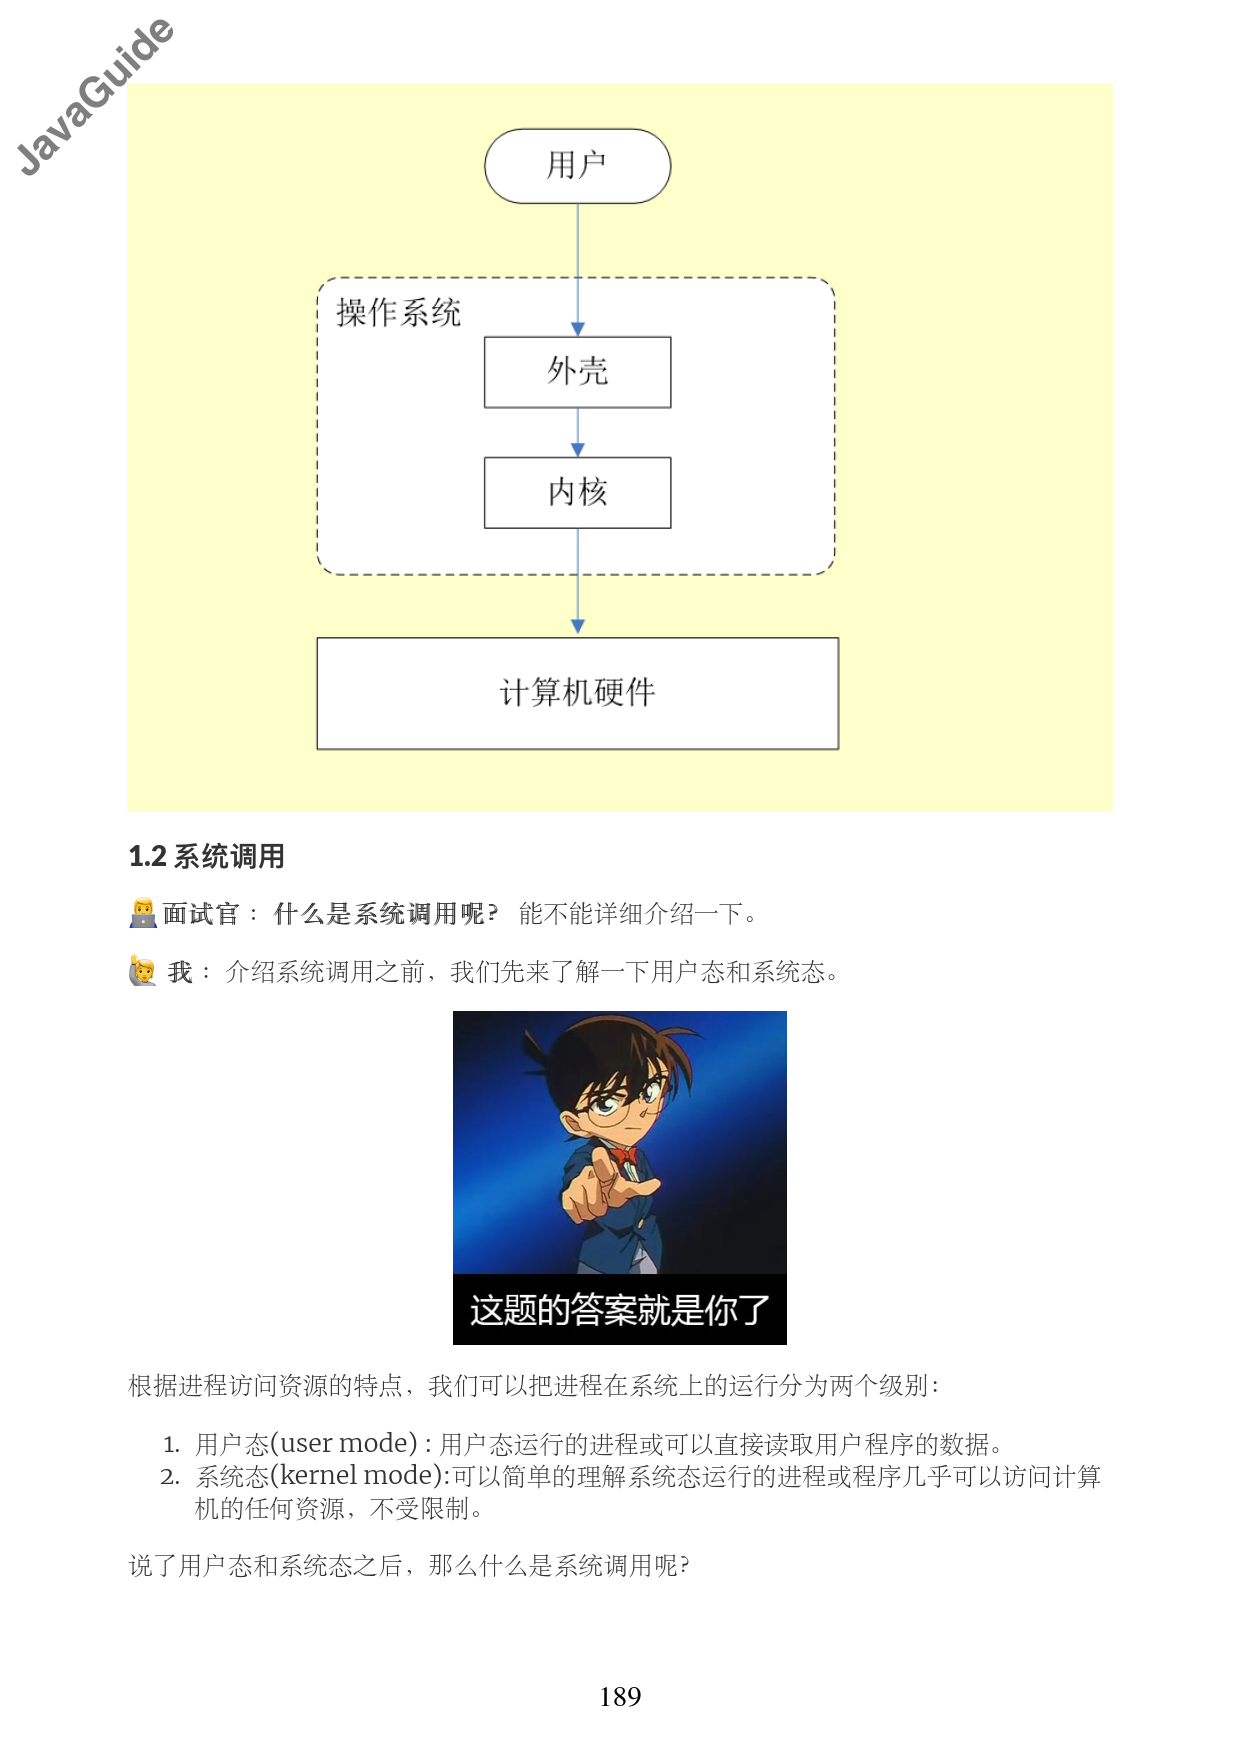 JavaGuide
用户
操作系统
外壳
内核
计算机硬件
1.2 系统调用
👨‍💻面试官 ：什么是系统调用呢？ 能不能详细介绍一下。
🙋 我 ：介绍系统调用之前，我们先来了解一下用户态和系统态。
这题的答案就是你了
根据进程访问资源的特点，我们可以把进程在系统上的运行分为两个级别：
1. 用户态(user mode) : 用户态运行的进程或可以直接读取用户程序的数据。
2. 系统态(kernel mode):可以简单的理解系统态运行的进程或程序几乎可以访问计算
机的任何资源，不受限制。
说了用户态和系统态之后，那么什么是系统调用呢？
189